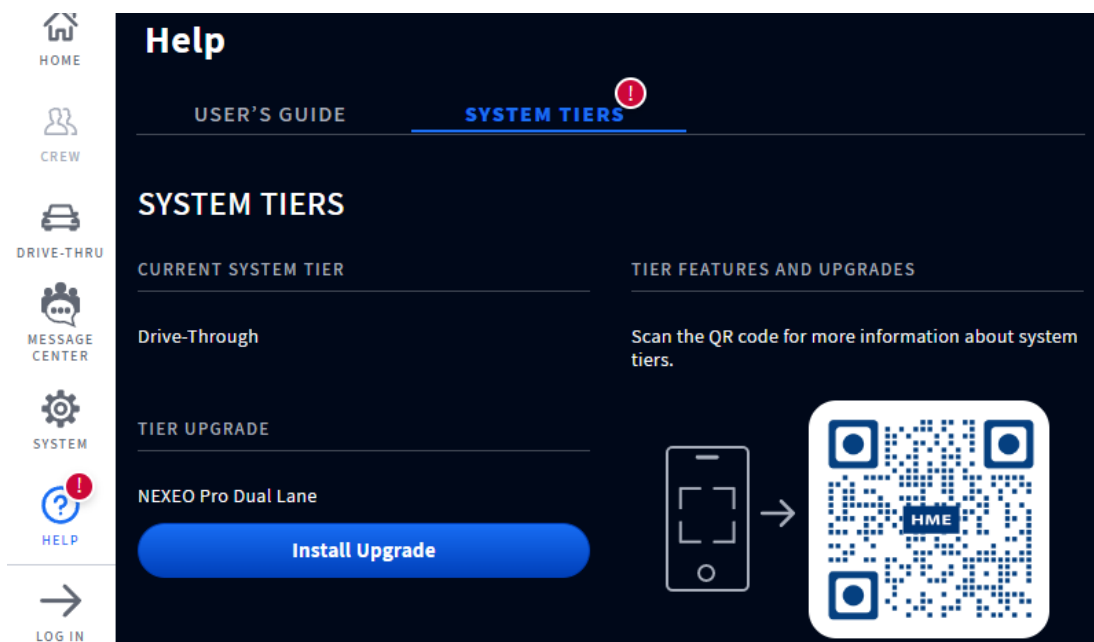 HOME
CREW
DRIVE-THRU
MESSAGE
CENTER
SYSTEM
!
HELP
LOG IN
Help
USER'S GUIDE
SYSTEM TIERS
!
SYSTEM TIERS
CURRENT SYSTEM TIER
Drive-Through
TIER UPGRADE
NEXEO Pro Dual Lane
Install Upgrade
TIER FEATURES AND UPGRADES
Scan the QR code for more information about system
tiers.
HME